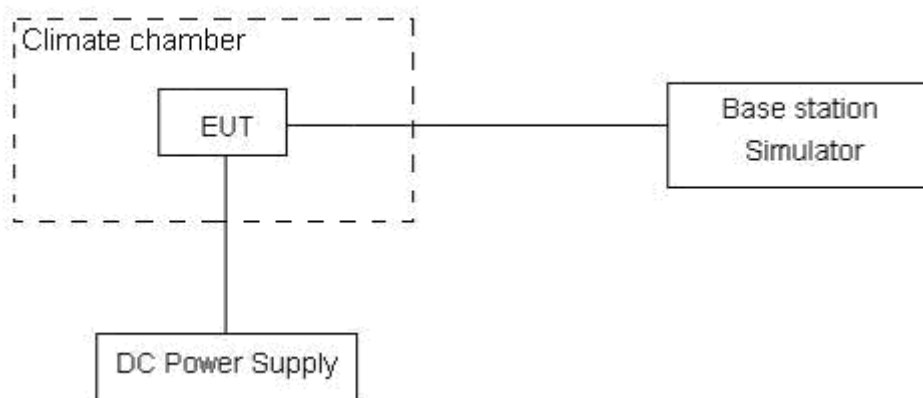 Climate chamber
EUT
Base station
Simulator
DC Power Supply